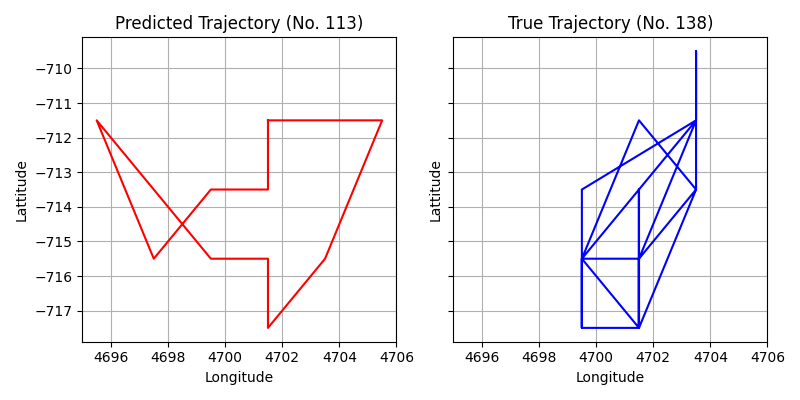 Predicted Trajectory (No. 113)
True Trajectory (No. 138)
−710
−711
−712
−713
−714
−715
−716
−717
Lattitude
Lattitude
4696 4698 4700 4702 4704 4706
4696 4698 4700 4702 4704 4706
Longitude
Longitude